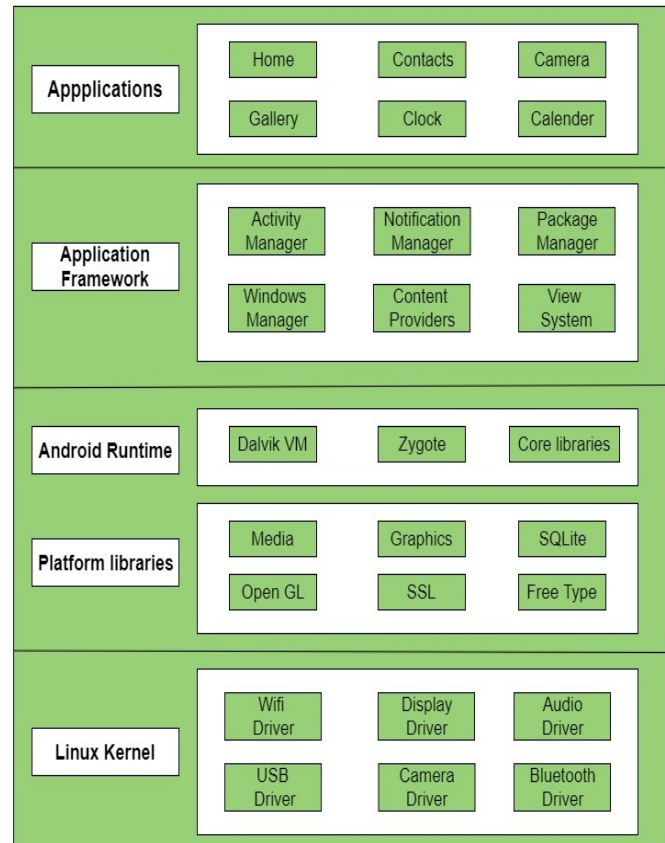 Appplications
Home
Contacts
Camera
Gallery
Clock
Calender
Application
Framework
Activity
Manager
Notification
Manager
Package
Manager
Windows
Manager
Content
Providers
View
System
Android Runtime
Dalvik VM
Zygote
Core libraries
Platform libraries
Media
Graphics
SQLite
Open GL
SSL
Free Type
Linux Kernel
Wifi
Driver
Display
Driver
Audio
Driver
USB
Driver
Camera
Driver
Bluetooth
Driver